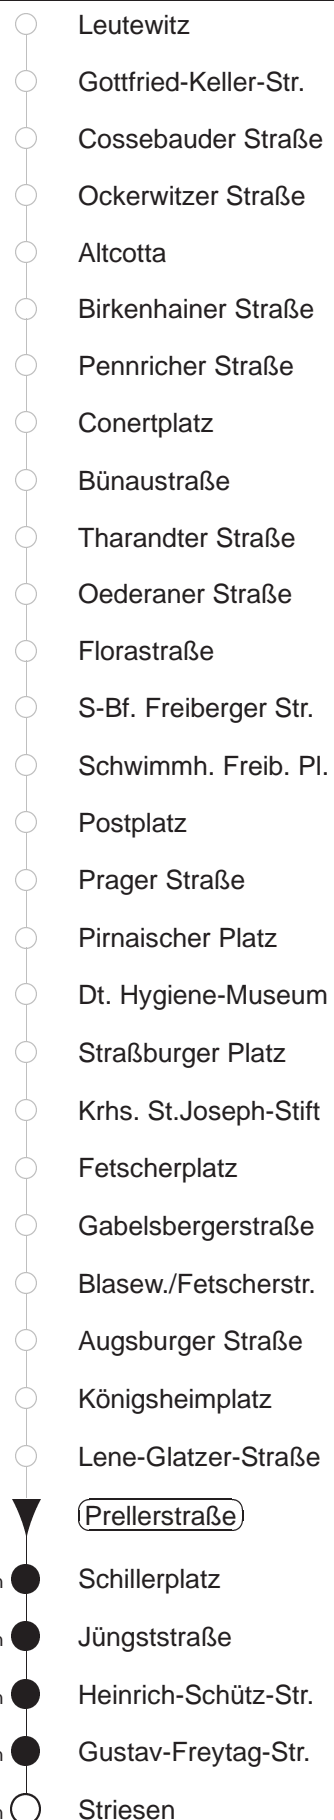 Leutewitz
Gottfried-Keller-Str.
Cossebauder Straße
Ockerwitzer Straße
Altcotta
Birkenhainer Straße
Pennricher Straße
Conertplatz
Bünaustraße
Tharandter Straße
Oederaner Straße
Florastraße
S-Bf. Freiberger Str.
Schwimmh. Freib. Pl.
Postplatz
Prager Straße
Pirnaischer Platz
Dt. Hygiene-Museum
Straßburger Platz
Krhs. St.Joseph-Stift
Fetscherplatz
Gabelsbergerstraße
Blasew./Fetscherstr.
Augsburger Straße
Königsheimplatz
Lene-Glatzer-Straße
Prellerstraße
Schillerplatz
Jüngststraße
Heinrich-Schütz-Str.
Gustav-Freytag-Str.
Striesen